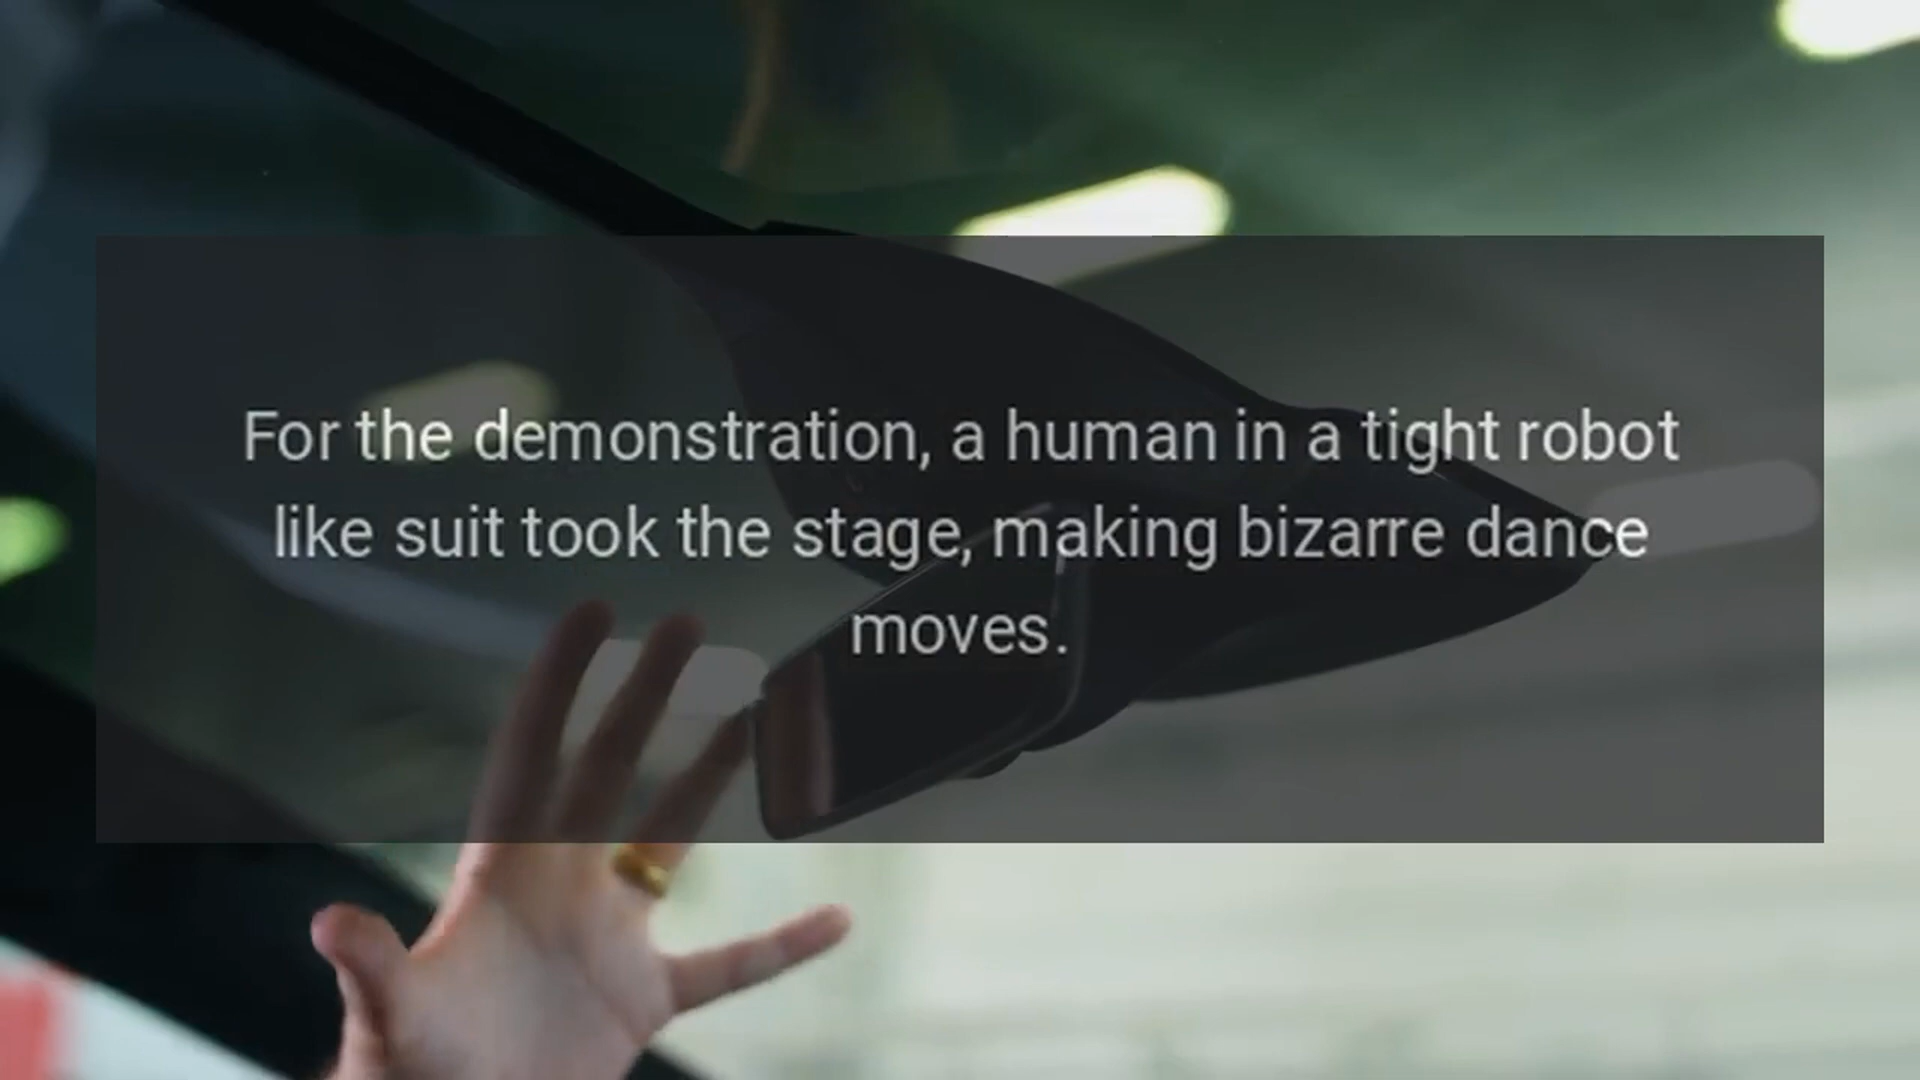 For the demonstration, a human in a tight robot
like suit took the stage, making bizarre dance
moves.